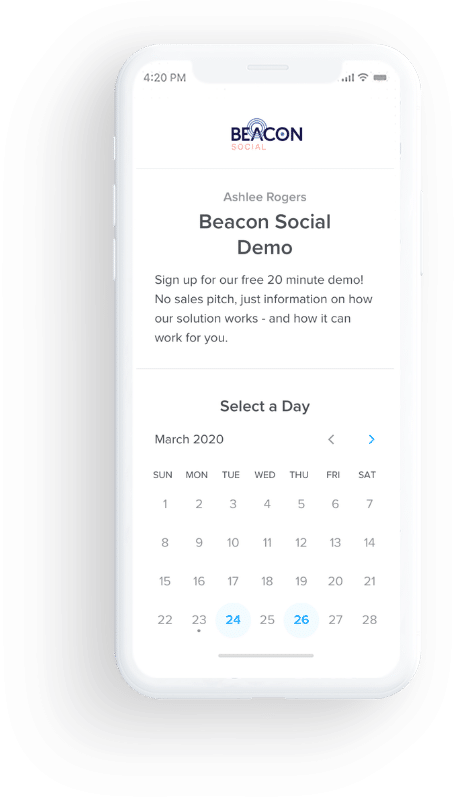 4:20 PM
BEACON
SOCIAL
Ashlee Rogers
Beacon Social
Demo
Sign up for our free 20 minute demo!
No sales pitch, just information on how
our solution works - and how it can
work for you.
Select a Day
March 2020
SUN MON TUE WED THU FRI SAT
1 2 3 4 5 6 7
8 9 10 11 12 13 14
15 16 17 18 19 20 21
22 23 24 25 26 27 28